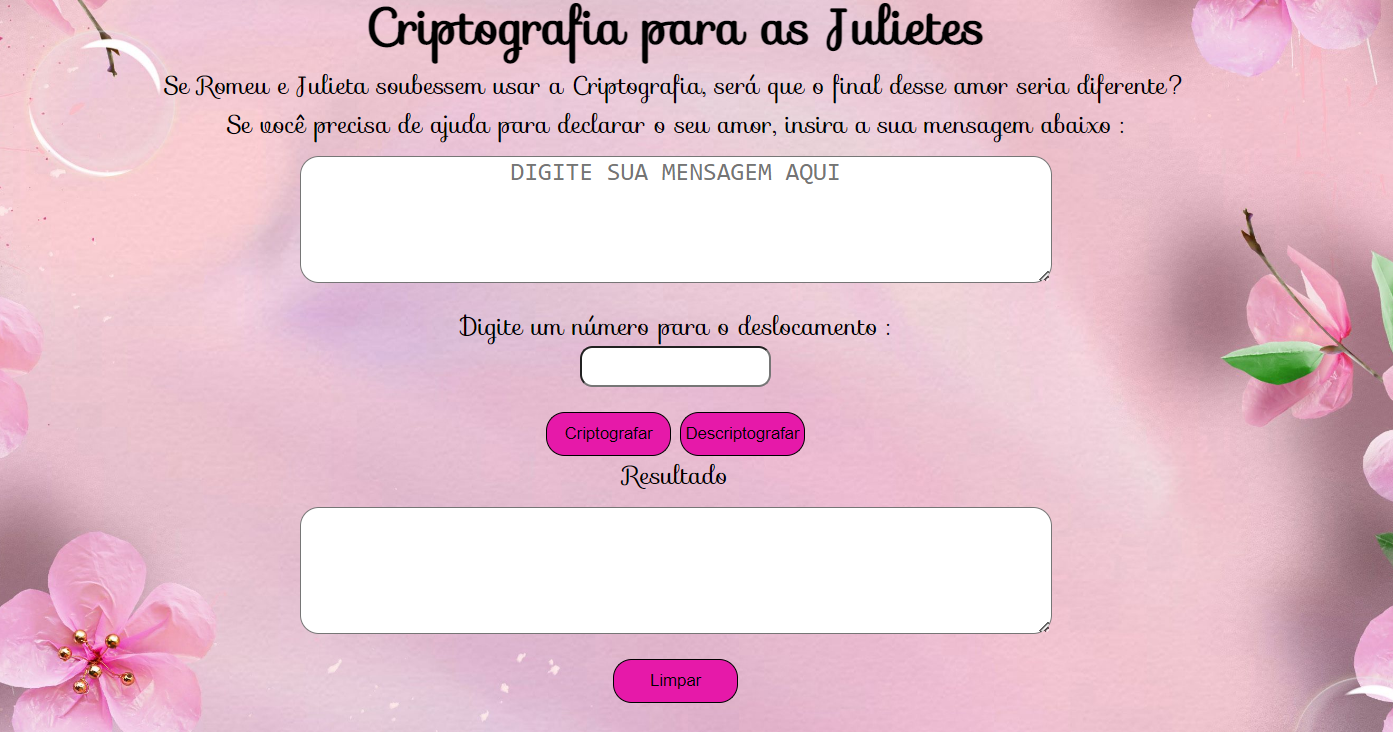 Criptografia para as Julietes
Se Romeu e Julieta soubessem usar a Criptografia, será que o final desse amor seria diferente?
Se você precisa de ajuda para declarar o seu amor, insira a sua mensagem abaixo :
DIGITE SUA MENSAGEM AQUI
Digite um número para o deslocamento :
Criptografar Descriptografar
Resultado
Limpar